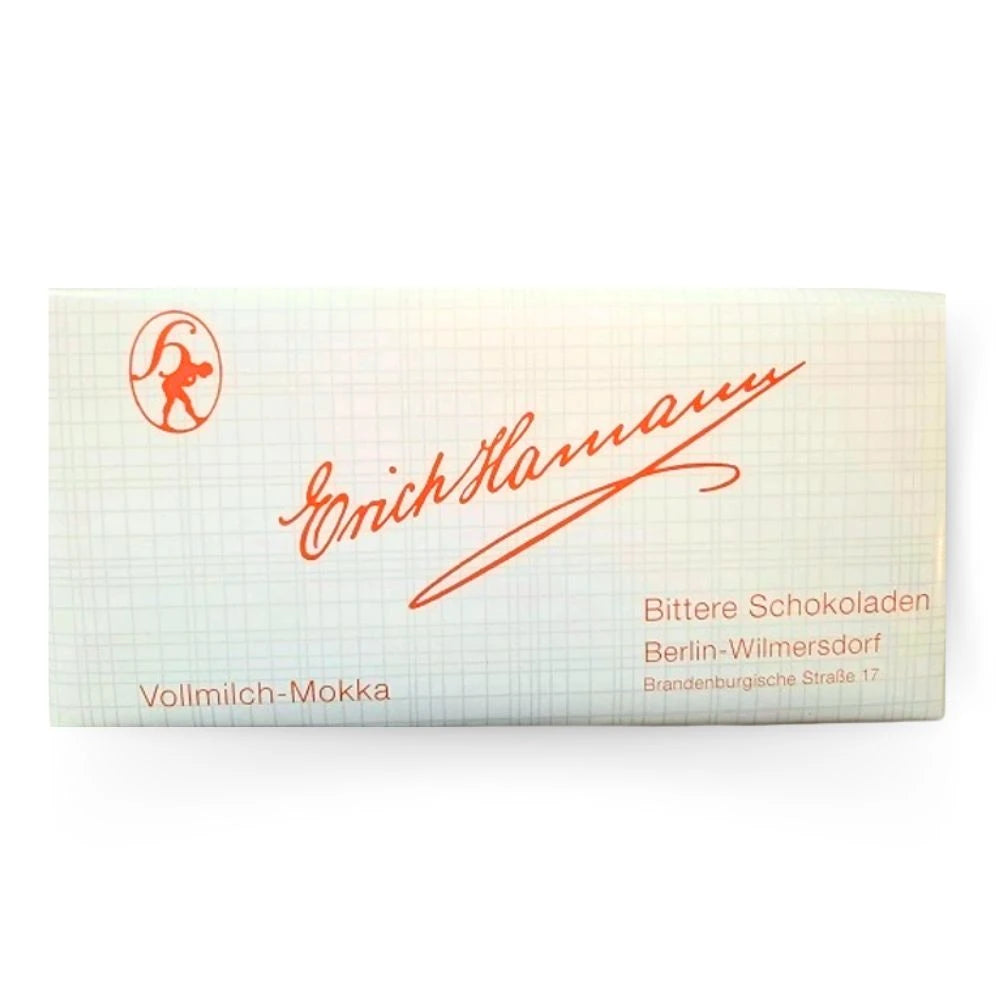 H
Erich Hamann
Bittere Schokoladen
Berlin-Wilmersdorf
Brandenburgische Straße 17
Vollmilch-Mokka